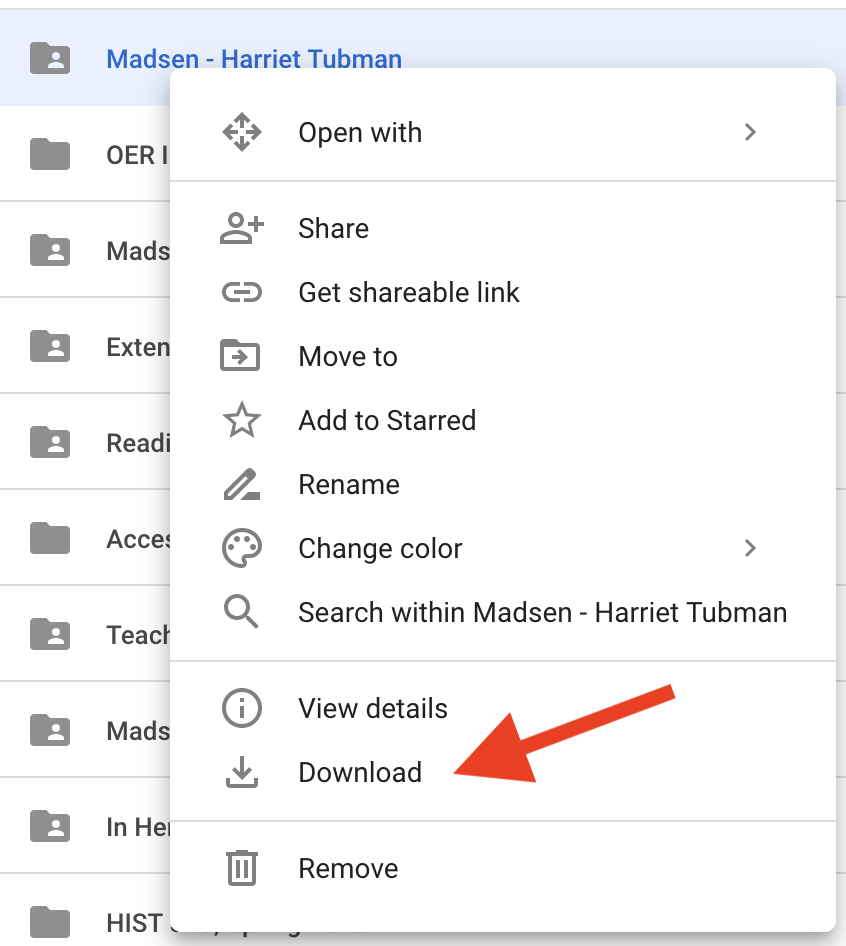 Madsen - Harriet Tubman
Open with
OER
Share
Mads
Get shareable link
Exten
Move to
Add to Starred
Readi
Rename
Acces
Change color
Search within Madsen - Harriet Tubman
Teach
View details
Mads
Download
In Her
Remove
HIST